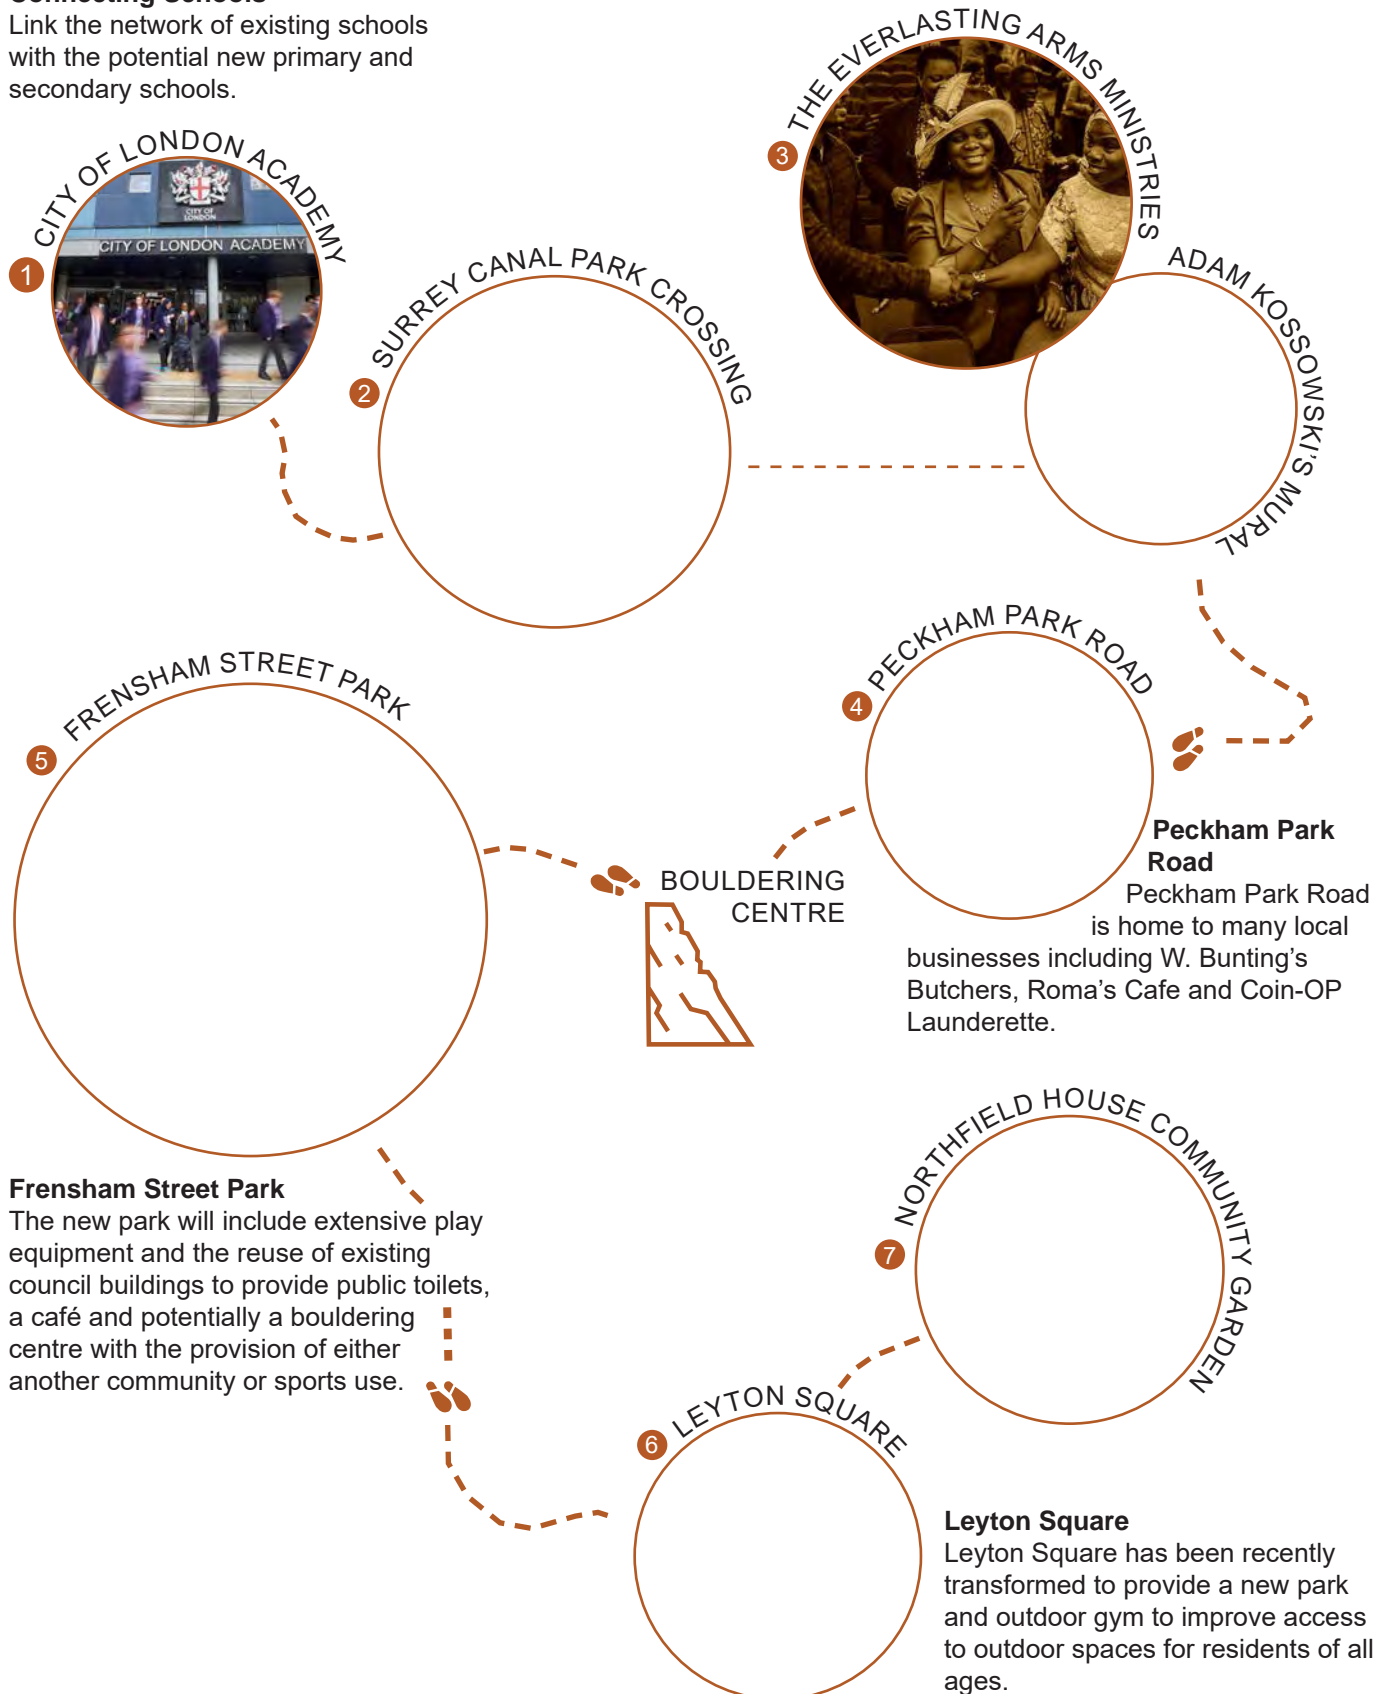 Connecting Schools
Link the network of existing schools
with the potential new primary and
secondary schools.
1 CITY OF LONDON ACADEMY
CITY OF
LONDON
CITY OF LONDON ACADEMY
2 SURREY CANAL PARK CROSSING
3 THE EVERLASTING ARMS MINISTRIES
ADAM KOSSOWSKI'S MURAL
4 PECKHAM PARK ROAD
Peckham Park
Road
Peckham Park Road
is home to many local
businesses including W. Bunting's
Butchers, Roma's Cafe and Coin-OP
Launderette.
BOULDERING
CENTRE
5 FRENSHAM STREET PARK
Frensham Street Park
The new park will include extensive play
equipment and the reuse of existing
council buildings to provide public toilets,
a café and potentially a bouldering
centre with the provision of either
another community or sports use.
6 LEYTON SQUARE
Leyton Square
Leyton Square has been recently
transformed to provide a new park
and outdoor gym to improve access
to outdoor spaces for residents of all
ages.
7 NORTHFIELD HOUSE COMMUNITY GARDEN